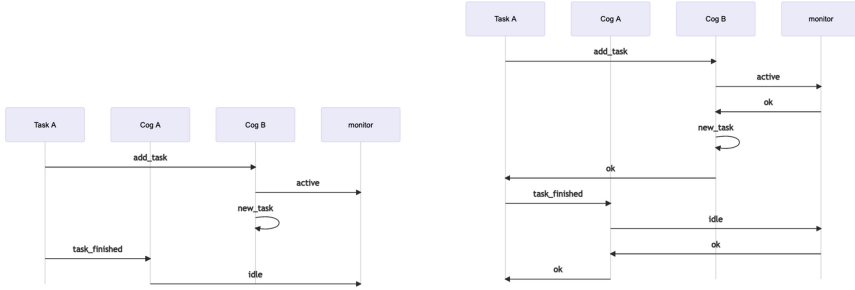 Task A
Cog A
Cog B
monitor
add_task
active
new_task
task_finished
idle
Task A
Cog A
Cog B
monitor
add_task
active
ok
new_task
ok
task_finished
idle
ok
ok